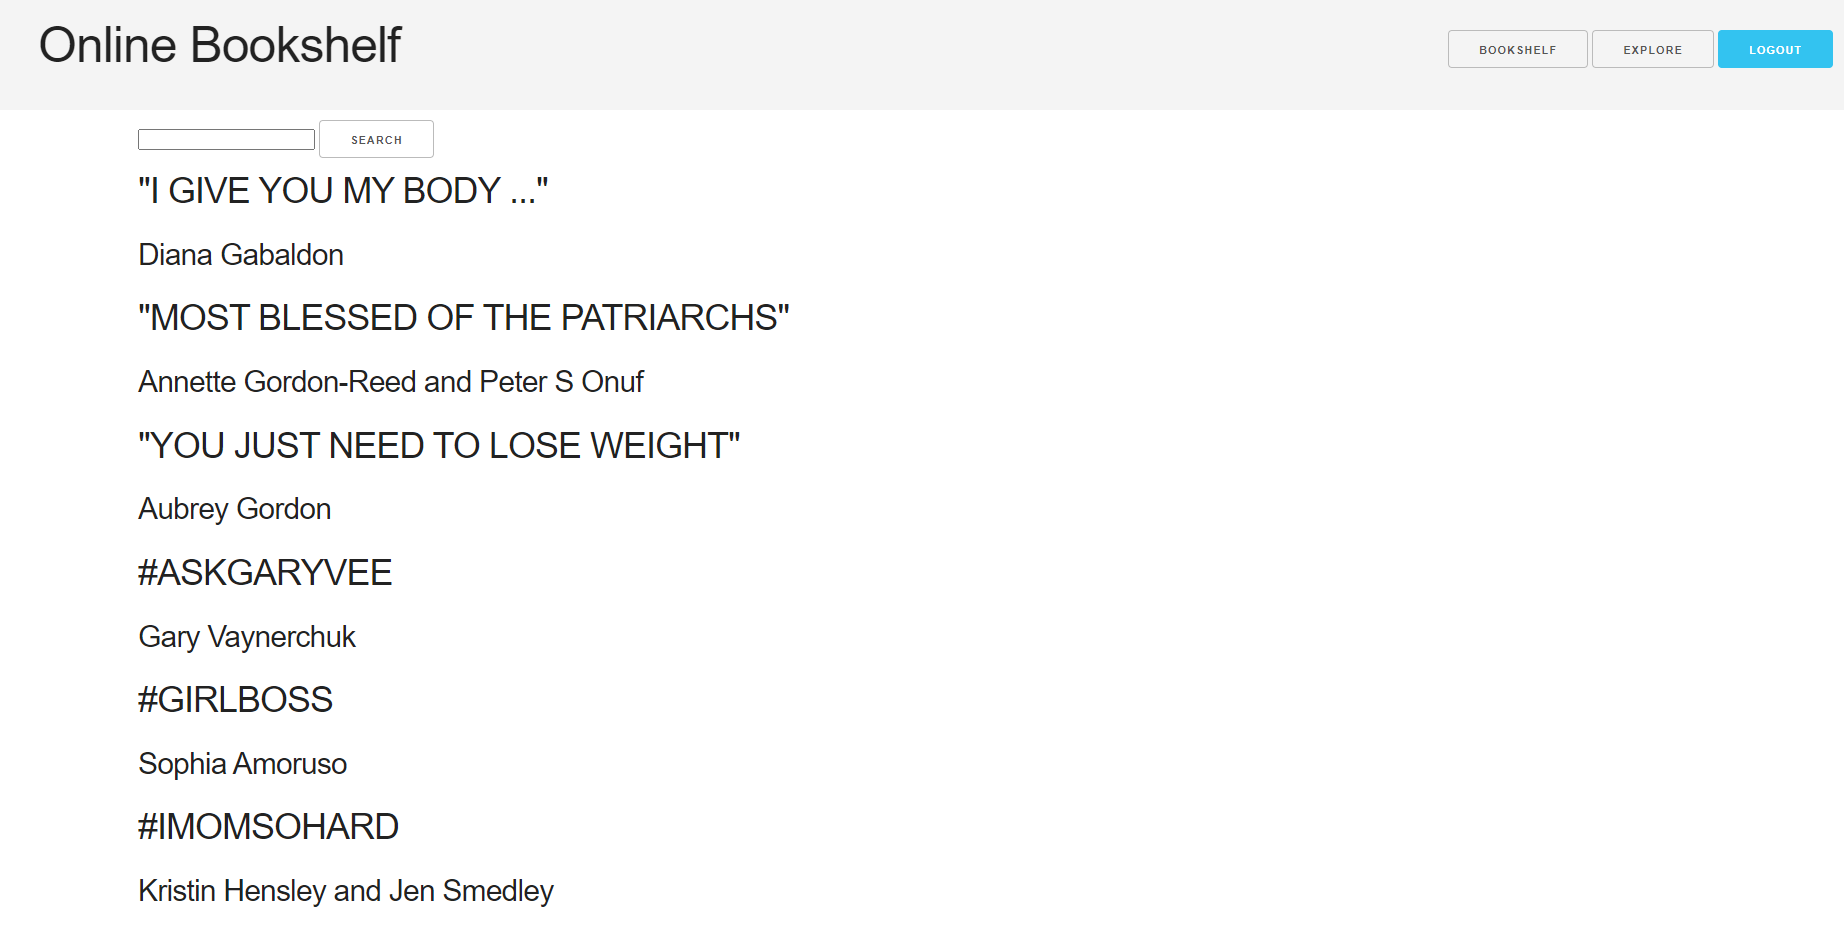 Online Bookshelf
BOOKSHELF EXPLORE LOGOUT
SEARCH
"I GIVE YOU MY BODY ..."
Diana Gabaldon
"MOST BLESSED OF THE PATRIARCHS"
Annette Gordon-Reed and Peter S Onuf
"YOU JUST NEED TO LOSE WEIGHT"
Aubrey Gordon
#ASKGARYVEE
Gary Vaynerchuk
#GIRLBOSS
Sophia Amoruso
#IMOMSOHARD
Kristin Hensley and Jen Smedley